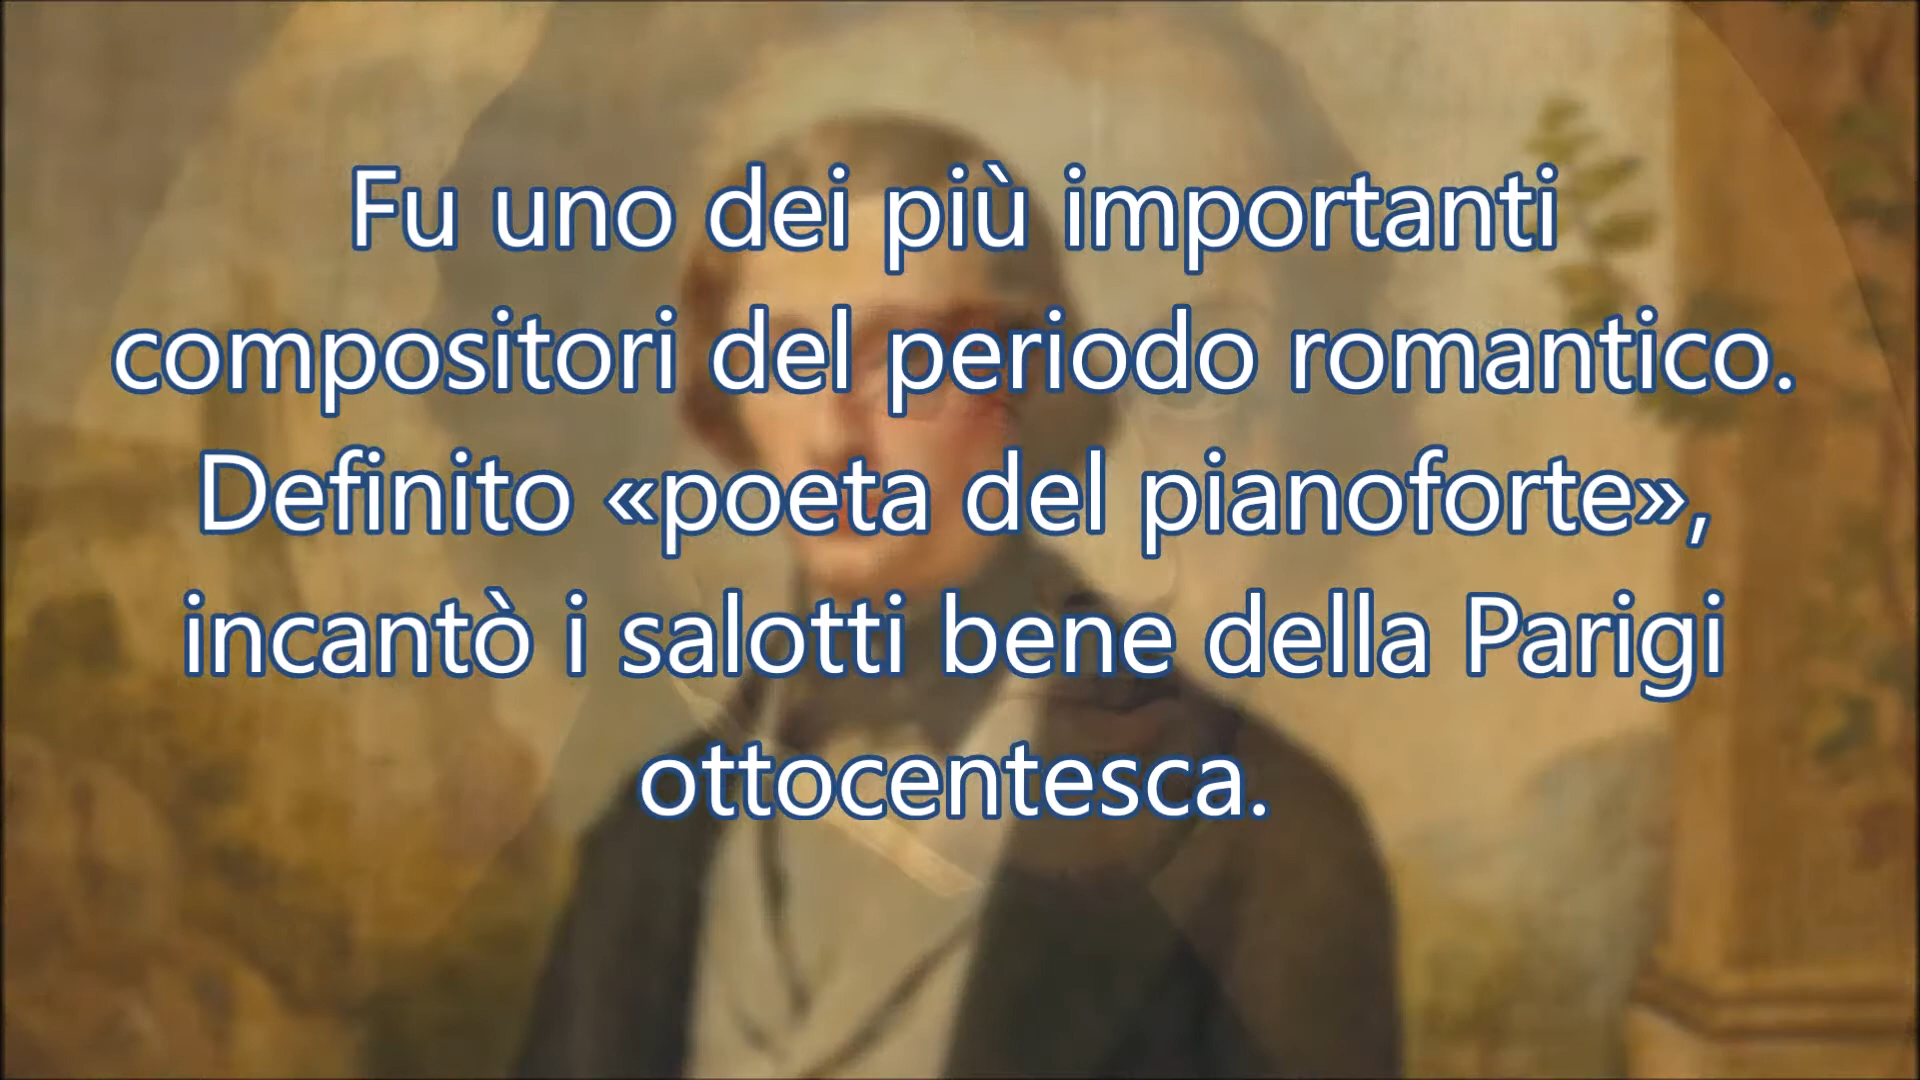 Fu uno dei più importanti
compositori del periodo romantico.
Definito «poeta del pianoforte»,
incantò i salotti bene della Parigi
ottocentesca.